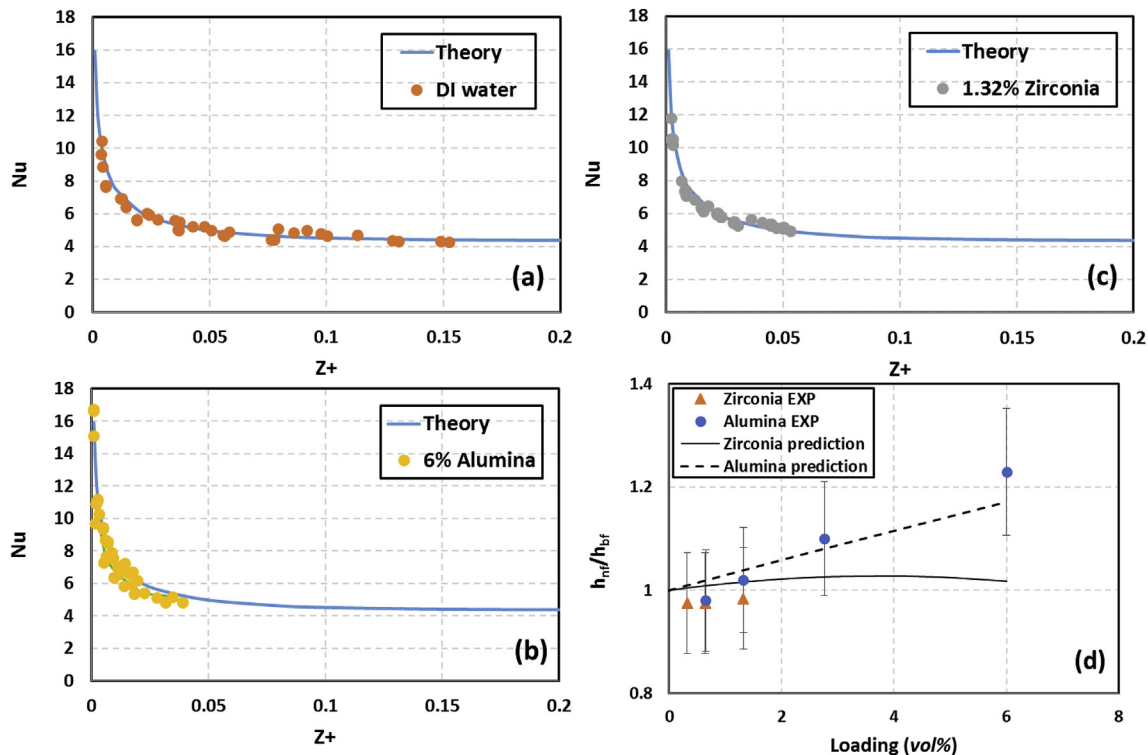 18
16
14
12
10
8
6
4
2
0
Nu
Theory
DI water
(a)
0 0.05 0.1 0.15 0.2
Z+
18
16
14
12
10
8
6
4
2
0
Nu
Theory
1.32% Zirconia
(c)
0 0.05 0.1 0.15 0.2
Z+
18
16
14
12
10
8
6
4
2
0
Nu
Theory
6% Alumina
(b)
0 0.05 0.1 0.15 0.2
Z+
1.4
1.2
1
0.8
hnf/hbf
Zirconia EXP
Alumina EXP
Zirconia prediction
Alumina prediction
(d)
0 2 4 6 8
Loading (vol%)